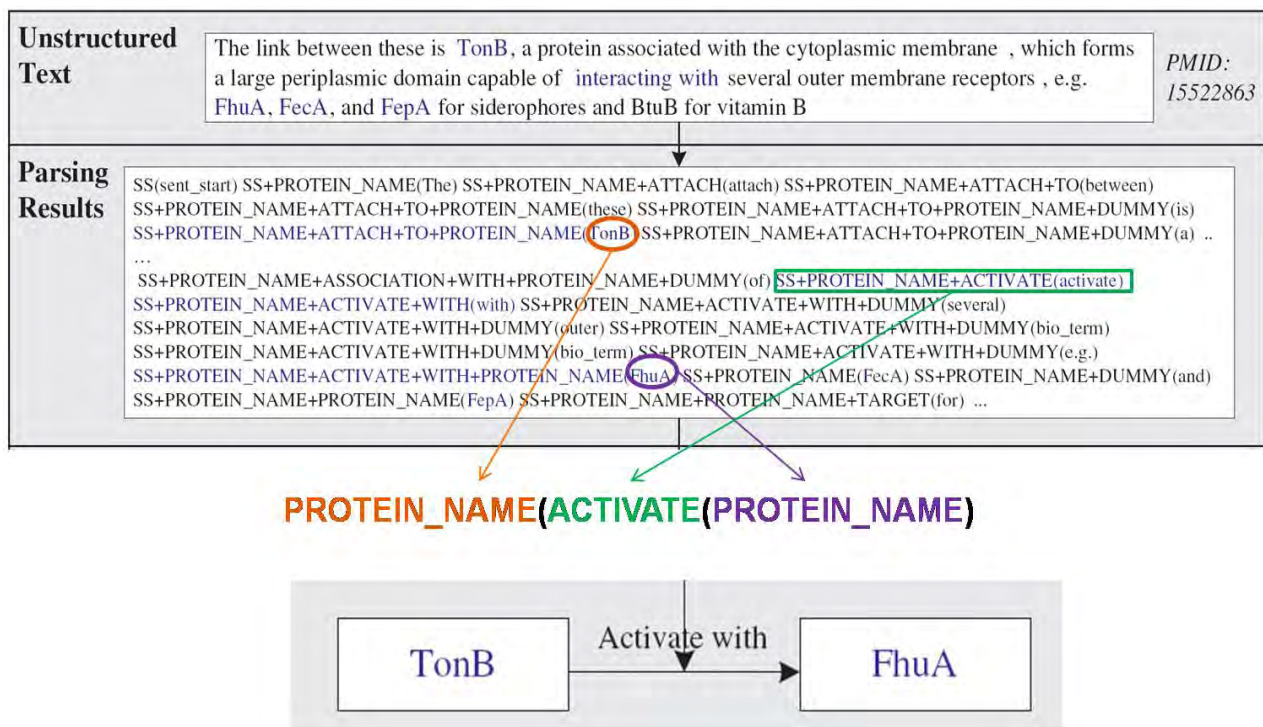 Unstructured Text
The link between these is TonB, a protein associated with the cytoplasmic membrane , which forms
a large periplasmic domain capable of interacting with several outer membrane receptors , e.g.
FhuA, FecA, and FepA for siderophores and BtuB for vitamin B
PMID:
15522863
Parsing Results
SS(sent_start) SS+PROTEIN_NAME(The) SS+PROTEIN_NAME+ATTACH(attach) SS+PROTEIN_NAME+ATTACH+TO(between)
SS+PROTEIN_NAME+ATTACH+TO+PROTEIN_NAME(these) SS+PROTEIN_NAME+ATTACH+TO+PROTEIN_NAME+DUMMY(is)
SS+PROTEIN_NAME+ATTACH+TO+PROTEIN_NAME(TonB) SS+PROTEIN_NAME+ATTACH+TO+PROTEIN_NAME+DUMMY(a) ..
...
SS+PROTEIN_NAME+ASSOCIATION+WITH+PROTEIN_NAME+DUMMY(of) SS+PROTEIN_NAME+ACTIVATE(activate)
SS+PROTEIN_NAME+ACTIVATE+WITH(with) SS+PROTEIN_NAME+ACTIVATE+WITH+DUMMY(several)
SS+PROTEIN_NAME+ACTIVATE+WITH+DUMMY(outer) SS+PROTEIN_NAME+ACTIVATE+WITH+DUMMY(bio_term)
SS+PROTEIN_NAME+ACTIVATE+WITH+DUMMY(bio_term) SS+PROTEIN_NAME+ACTIVATE+WITH+DUMMY(e.g.)
SS+PROTEIN_NAME+ACTIVATE+WITH+PROTEIN_NAME(FhuA) SS+PROTEIN_NAME(FecA) SS+PROTEIN_NAME+DUMMY(and)
SS+PROTEIN_NAME+PROTEIN_NAME(FepA) SS+PROTEIN_NAME+PROTEIN_NAME+TARGET(for) ...
PROTEIN_NAME(ACTIVATE(PROTEIN_NAME)
TonB
Activate with
FhuA